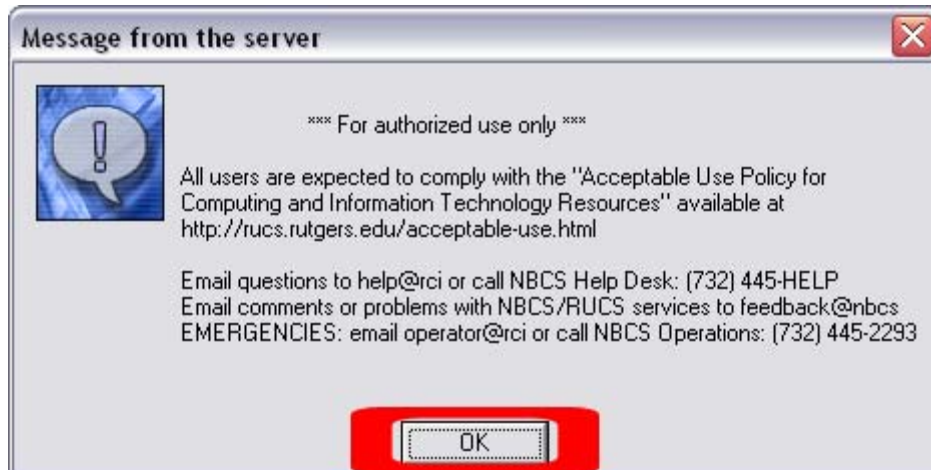 Message from the server
*** For authorized use only ***
All users are expected to comply with the "Acceptable Use Policy for
Computing and Information Technology Resources" available at
http://rucs.rutgers.edu/acceptable-use.html
Email questions to help@rci or call NBCS Help Desk: (732) 445-HELP
Email comments or problems with NBCS/RUCS services to feedback@nbcs
EMERGENCIES: email operator@rci or call NBCS Operations: (732) 445-2293
OK